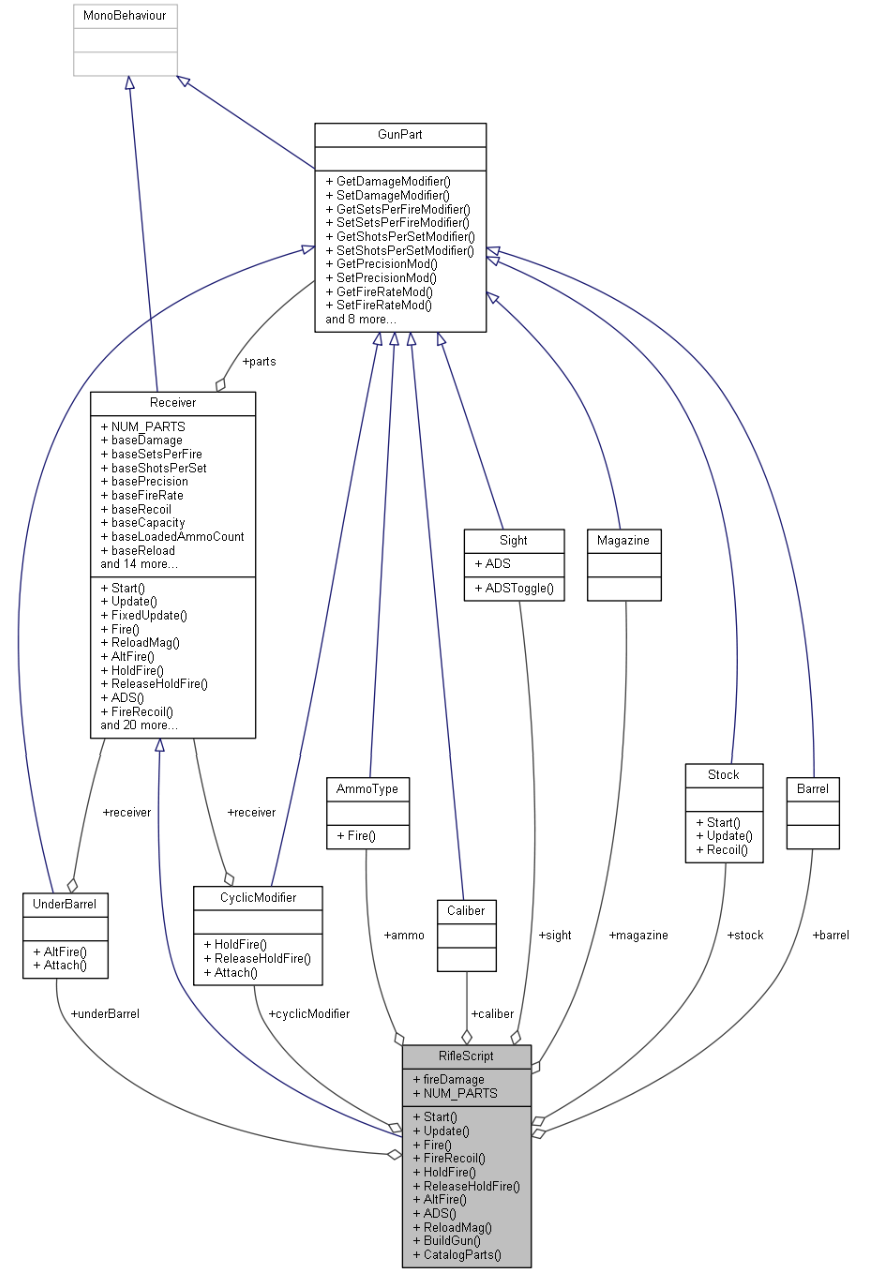 MonoBehaviour
GunPart
+ GetDamageModifier()
+ SetDamageModifier()
+ GetSetsPerFireModifier()
+ SetSetsPerFireModifier()
+ GetShotsPerSetModifier()
+ SetShotsPerSetModifier()
+ GetPrecisionMod()
+ SetPrecisionMod()
+ GetFireRateMod()
+ SetFireRateMod()
and 8 more...
+parts
Receiver
+ NUM_PARTS
+ baseDamage
+ baseSetsPerFire
+ baseShotsPerSet
+ basePrecision
+ baseFireRate
+ baseRecoil
+ baseCapacity
+ baseLoadedAmmoCount
+ baseReload
and 14 more...
+ Start()
+ Update()
+ FixedUpdate()
+ Fire()
+ ReloadMag()
+ AltFire()
+ HoldFire()
+ ReleaseHoldFire()
+ ADS()
+ FireRecoil()
and 20 more...
Sight
+ ADS
+ ADSToggle()
Magazine
AmmoType
+ Fire()
Stock
+ Start()
+ Update()
+ Recoil()
Barrel
+receiver
+receiver
UnderBarrel
+ AltFire()
+ Attach()
CyclicModifier
+ HoldFire()
+ ReleaseHoldFire()
+ Attach()
Caliber
+ammo
+sight
+magazine
+stock
+barrel
+underBarrel
+cyclicModifier
+caliber
RifleScript
+ fireDamage
+ NUM_PARTS
+ Start()
+ Update()
+ Fire()
+ FireRecoil()
+ HoldFire()
+ ReleaseHoldFire()
+ AltFire()
+ ADS()
+ ReloadMag()
+ BuildGun()
+ CatalogParts()